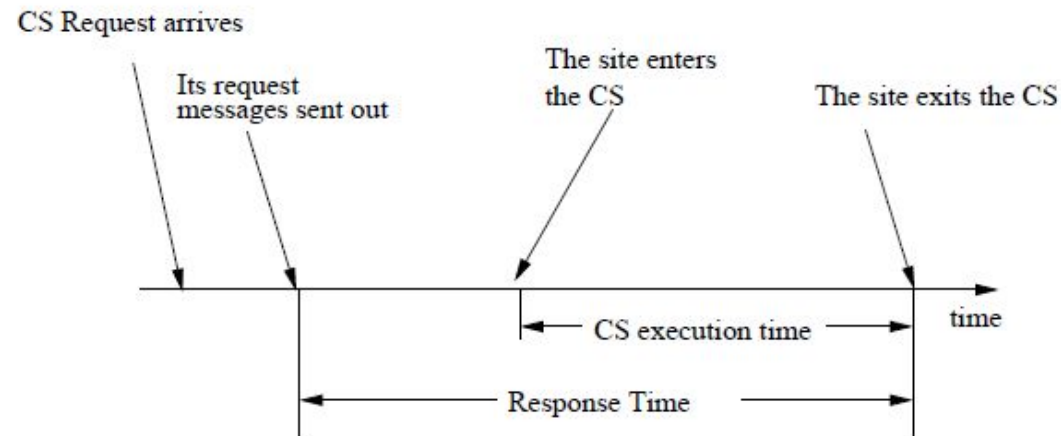 CS Request arrives
Its request
messages sent out
The site enters
the CS
The site exits the CS
time
CS execution time
Response Time